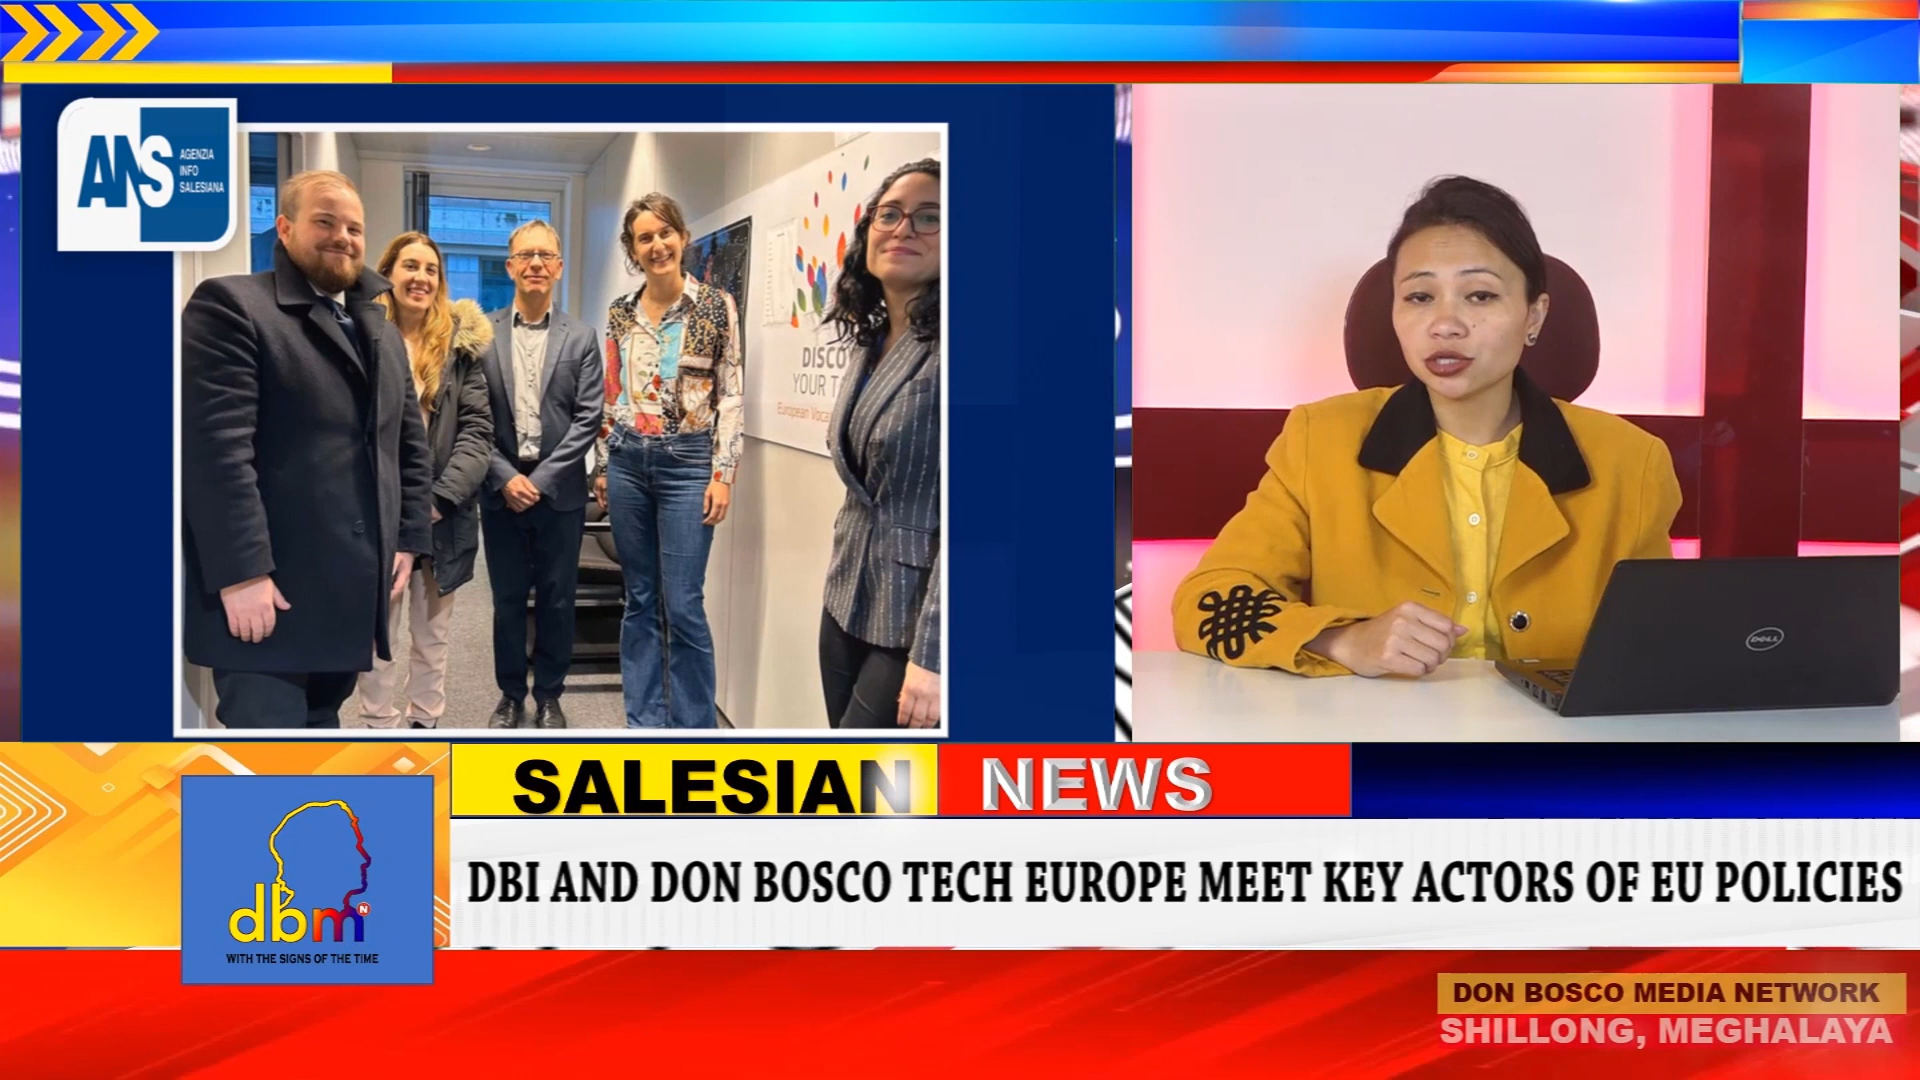 ANS
AGENZIA
INFO
SALESIANA
DISCO
YOUR T
European Voca
DELL
SALESIAN NEWS
DBI AND DON BOSCO TECH EUROPE MEET KEY ACTORS OF EU POLICIES
dbm N
WITH THE SIGNS OF THE TIME
DON BOSCO MEDIA NETWORK
SHILLONG, MEGHALAYA